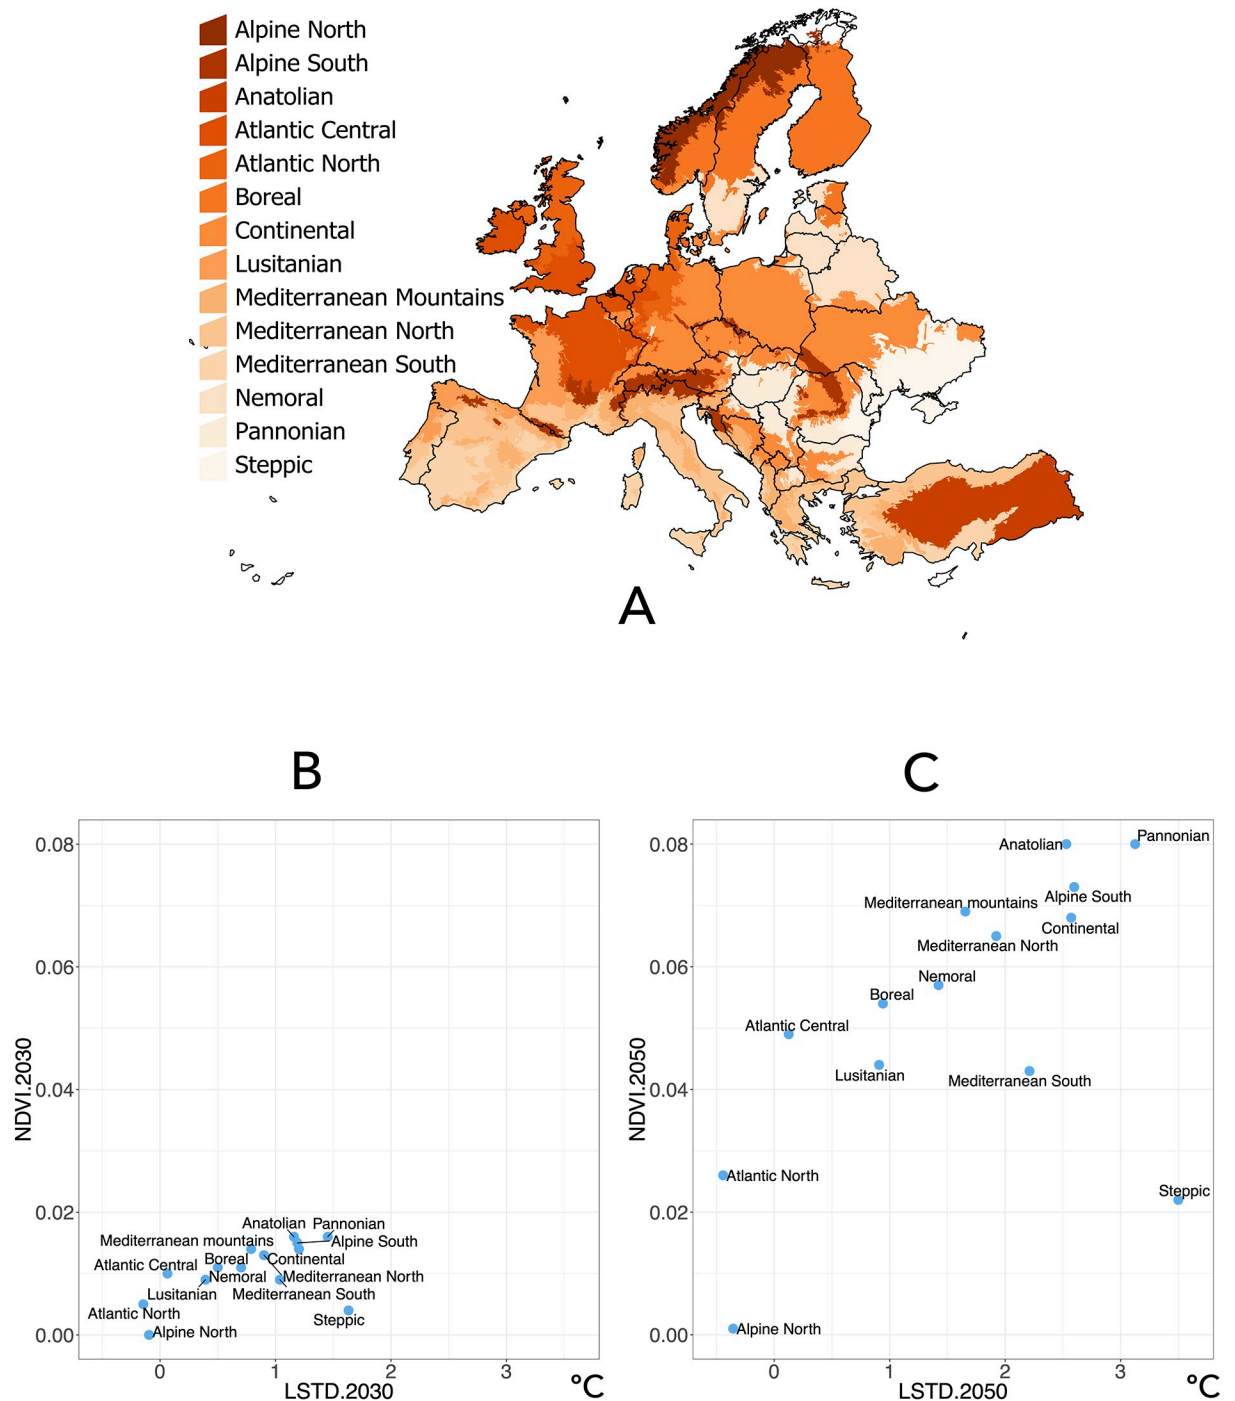 Alpine North
Alpine South
Anatolian
Atlantic Central
Atlantic North
Boreal
Continental
Lusitanian
Mediterranean Mountains
Mediterranean North
Mediterranean South
Nemoral
Pannonian
Steppic
A
B
0.08
0.06
0.04
0.02
0.00
NDVI.2030
Anatolian
Pannonian
Mediterranean mountains
Alpine South
Atlantic Central
Boreal
Continental
Nemoral
Mediterranean North
Lusitanian
Mediterranean South
Atlantic North
Steppic
Alpine North
0 1 2 3
LSTD.2030
°C
C
0.08
0.06
0.04
0.02
0.00
NDVI.2050
Pannonian
Anatolian
Alpine South
Mediterranean mountains
Continental
Mediterranean North
Nemoral
Boreal
Atlantic Central
Lusitanian
Mediterranean South
Atlantic North
Steppic
Alpine North
0 1 2 3
LSTD.2050
°C